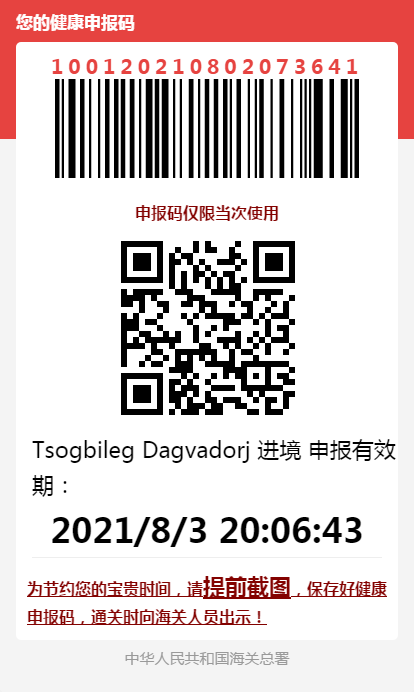 您的健康申报码
100120210802073641
申报码仅限当次使用
Tsogbileg Dagvadorj 进境 申报有效
期：
2021/8/3 20:06:43
为节约您的宝贵时间，请提前截图，保存好健康
申报码，通关时向海关人员出示！
中华人民共和国海关总署